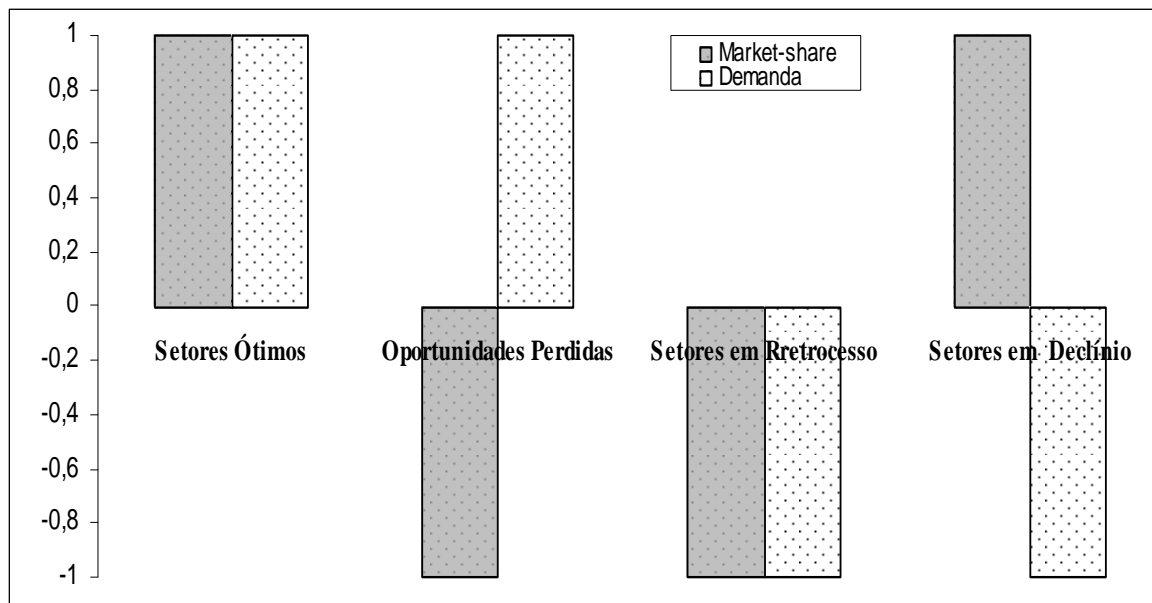 1
0,8
0,6
0,4
0,2
0
-0,2
-0,4
-0,6
-0,8
-1
Market-share
Demanda
Setores Ótimos
Oportunidades Perdidas
Setores em Rretrocesso
Setores em Declínio